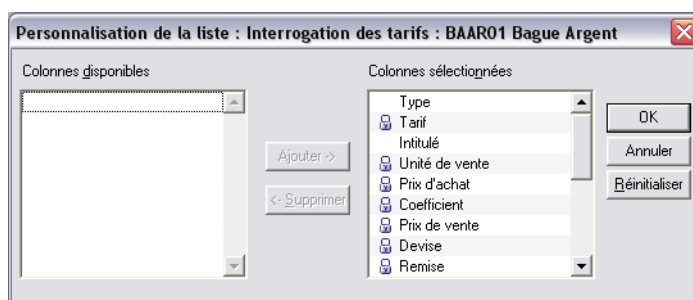 Personnalisation de la liste : Interrogation des tarifs : BAAR01 Bague Argent
Colonnes disponibles
Colonnes sélectionnées
Ajouter ->
<- Supprimer
Type
Tarif
Intitulé
Unité de vente
Prix d'achat
Coefficient
Prix de vente
Devise
Remise
OK
Annuler
Réinitialiser